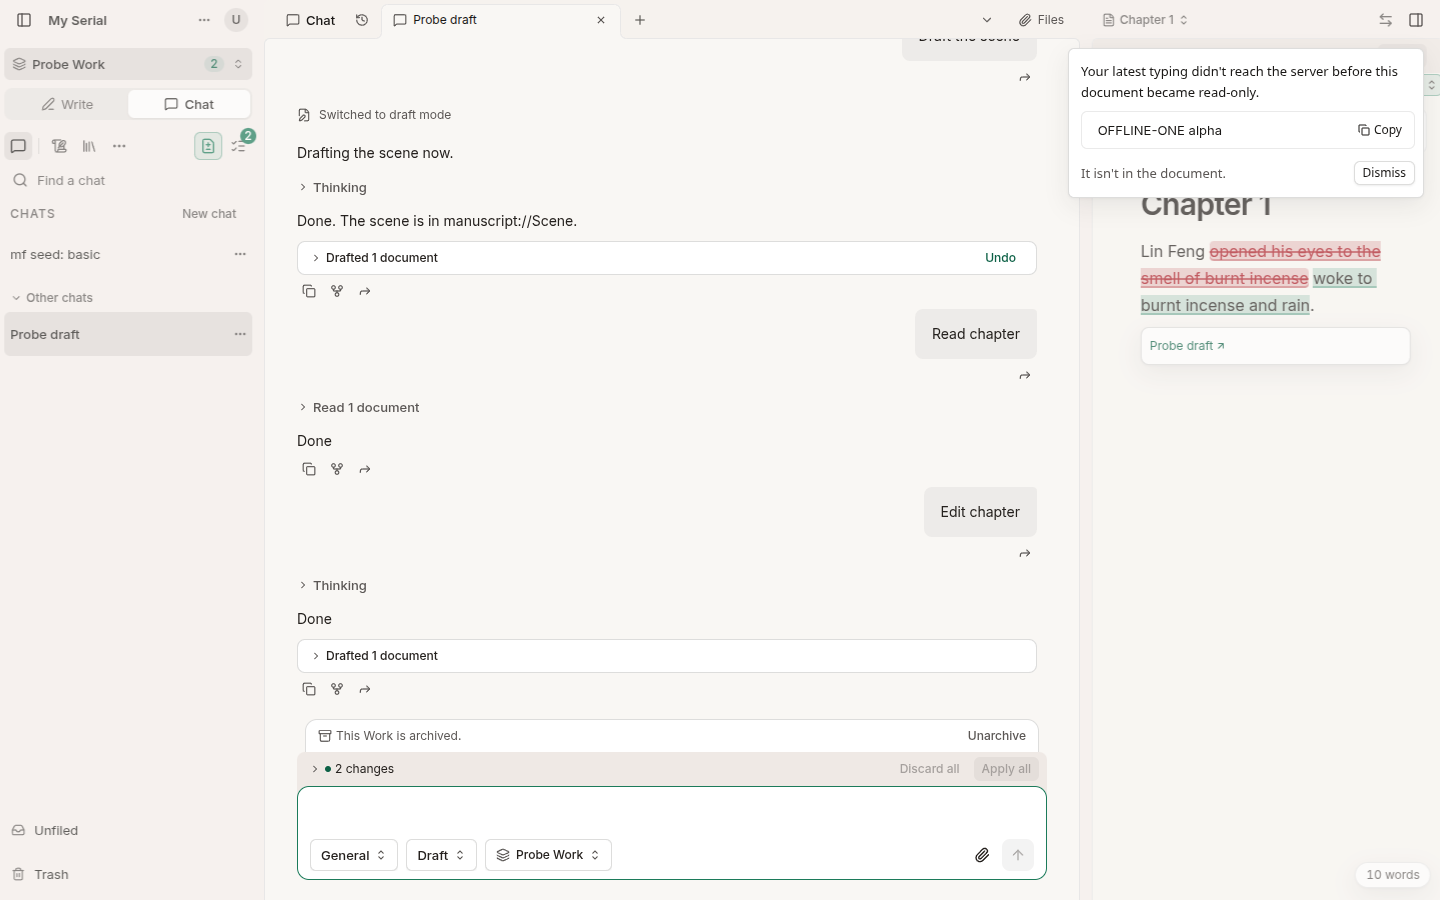 My Serial
U
Chat
Probe draft
Files
Chapter 1
Probe Work
2
Write
Chat
2
Find a chat
CHATS
New chat
mf seed: basic
Other chats
Probe draft
Unfiled
Trash
Draft the scene
Switched to draft mode
Drafting the scene now.
Thinking
Done. The scene is in manuscript://Scene.
Drafted 1 document
Undo
Read chapter
Read 1 document
Done
Edit chapter
Thinking
Done
Drafted 1 document
This Work is archived.
Unarchive
2 changes
Discard all
Apply all
General
Draft
Probe Work
Your latest typing didn't reach the server before this
document became read-only.
OFFLINE-ONE alpha
Copy
It isn't in the document.
Dismiss
Chapter 1
Lin Feng opened his eyes to the
smell of burnt incense woke to
burnt incense and rain.
Probe draft
10 words